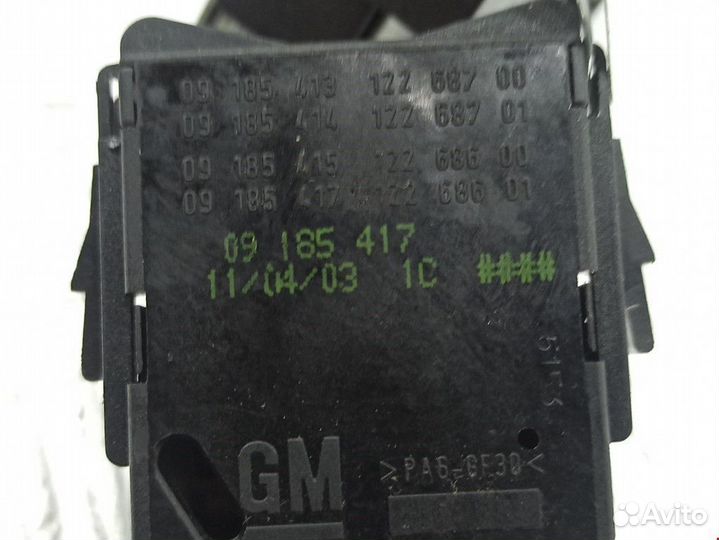 09 185 413 122 687 00
09 185 414 122 687 01
09 185 415 122 686 00
09 185 417 122 686 01
09 185 417
11/04/03 1C ####
GM
>PA6-GF30<
Avito